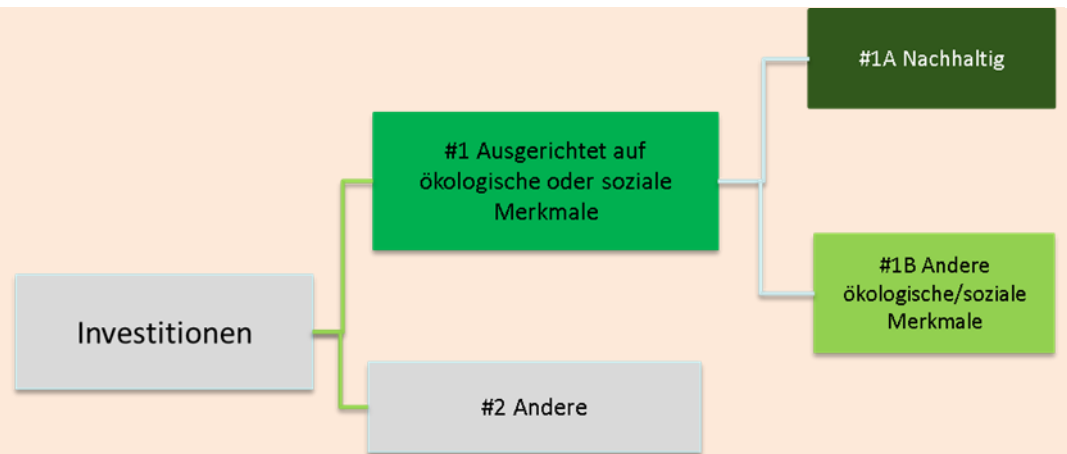 #1A Nachhaltig
#1 Ausgerichtet auf
ökologische oder soziale
Merkmale
#1B Andere
ökologische/soziale
Merkmale
Investitionen
#2 Andere